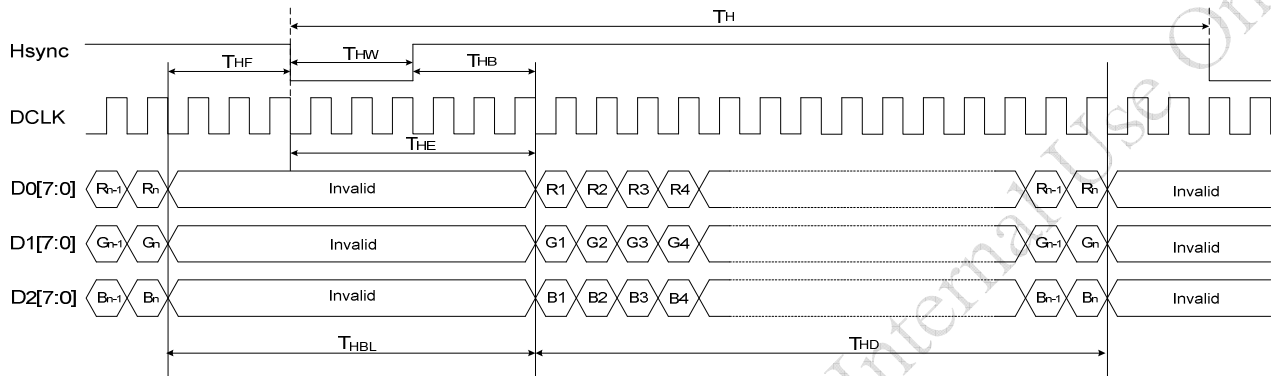 TH
Hsync
THF
THW
THB
DCLK
THE
D0[7:0] Rn-1 Rn Invalid R1 R2 R3 R4 Rn-1 Rn Invalid
D1[7:0] Gn-1 Gn Invalid G1 G2 G3 G4 Gn-1 Gn Invalid
D2[7:0] Bn-1 Bn Invalid B1 B2 B3 B4 Bn-1 Bn Invalid
THBL
THD
Internal Use